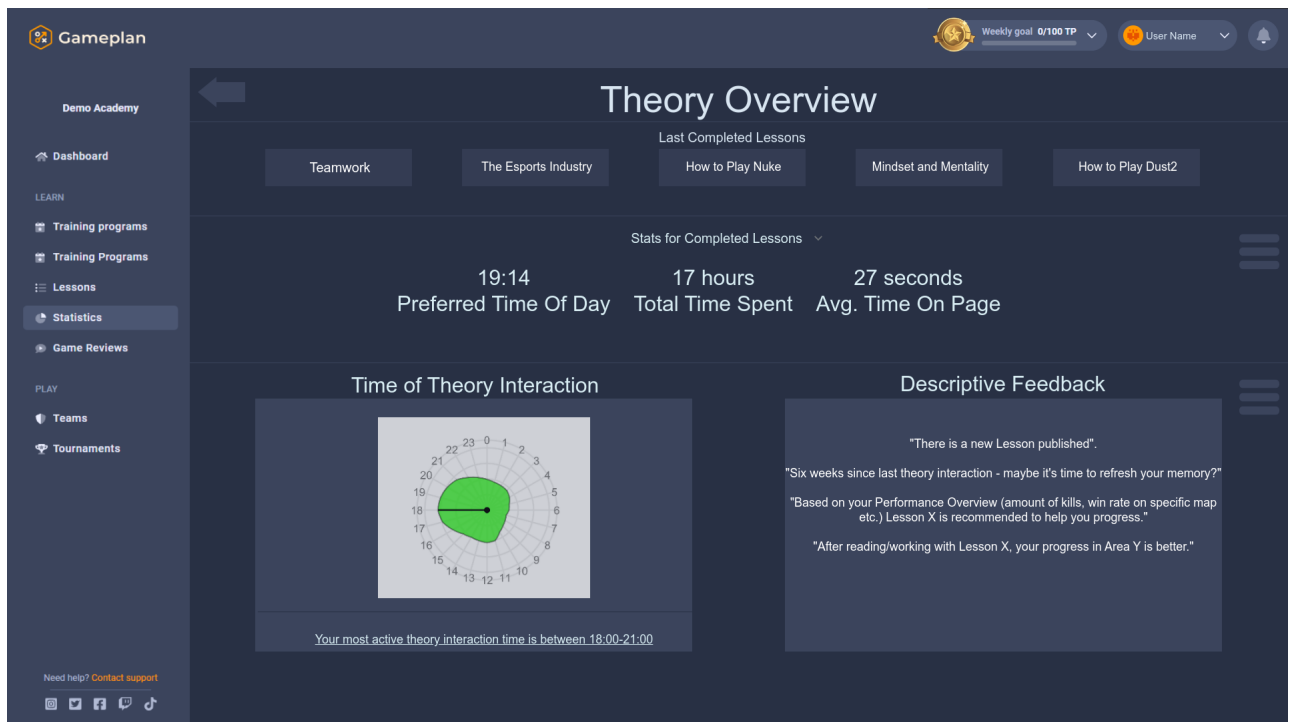 Gameplan
Weekly goal 0/100 TP
User Name
Demo Academy
Dashboard
LEARN
Training programs
Training Programs
Lessons
Statistics
Game Reviews
PLAY
Teams
Tournaments
Need help? Contact support
Theory Overview
Last Completed Lessons
Teamwork
The Esports Industry
How to Play Nuke
Mindset and Mentality
How to Play Dust2
Stats for Completed Lessons
19:14
Preferred Time Of Day
17 hours
Total Time Spent
27 seconds
Avg. Time On Page
Time of Theory Interaction
0
1
2
3
4
5
6
7
8
9
10
11
12
13
14
15
16
17
18
19
20
21
22
23
Your most active theory interaction time is between 18:00-21:00
Descriptive Feedback
"There is a new Lesson published".
"Six weeks since last theory interaction - maybe it's time to refresh your memory?"
"Based on your Performance Overview (amount of kills, win rate on specific map
etc.) Lesson X is recommended to help you progress."
"After reading/working with Lesson X, your progress in Area Y is better."